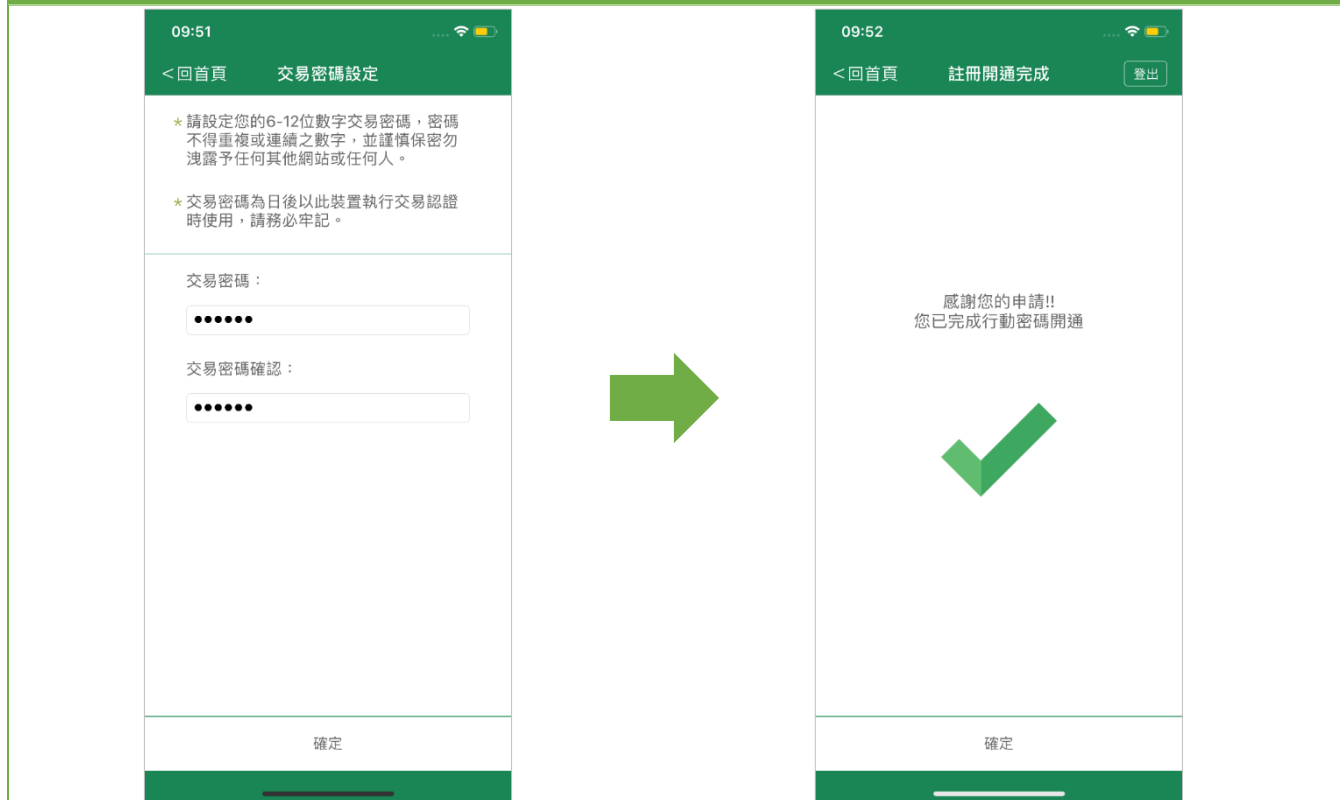 09:51
<回首頁 交易密碼設定
*請設定您的6-12位數字交易密碼，密碼
不得重複或連續之數字，並謹慎保密勿
洩露予任何其他網站或任何人。
*交易密碼為日後以此裝置執行交易認證
時使用，請務必牢記。
交易密碼：
••••••
交易密碼確認：
••••••
確定
09:52
<回首頁 註冊開通完成 登出
感謝您的申請!!
您已完成行動密碼開通
確定